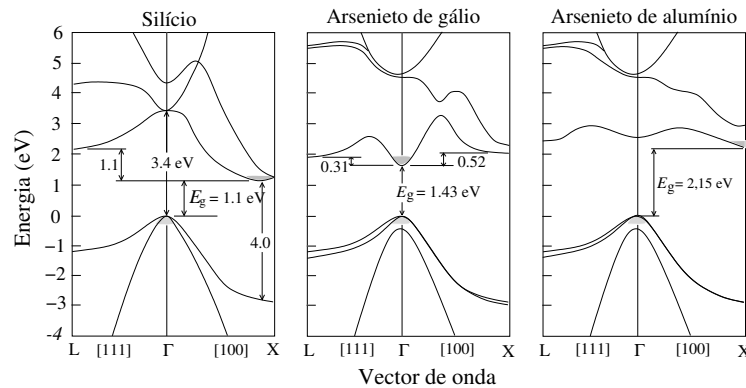 Silício
Arsenieto de gálio
Arsenieto de alumínio
Energia (eV)
6
5
4
3
2
1
0
−1
−2
−3
-4
1.1
3.4 eV
E_g = 1.1 eV
4.0
0.31
0.52
E_g = 1.43 eV
E_g = 2,15 eV
L [111] Γ [100] X
L [111] Γ [100] X
L [111] Γ [100] X
Vector de onda